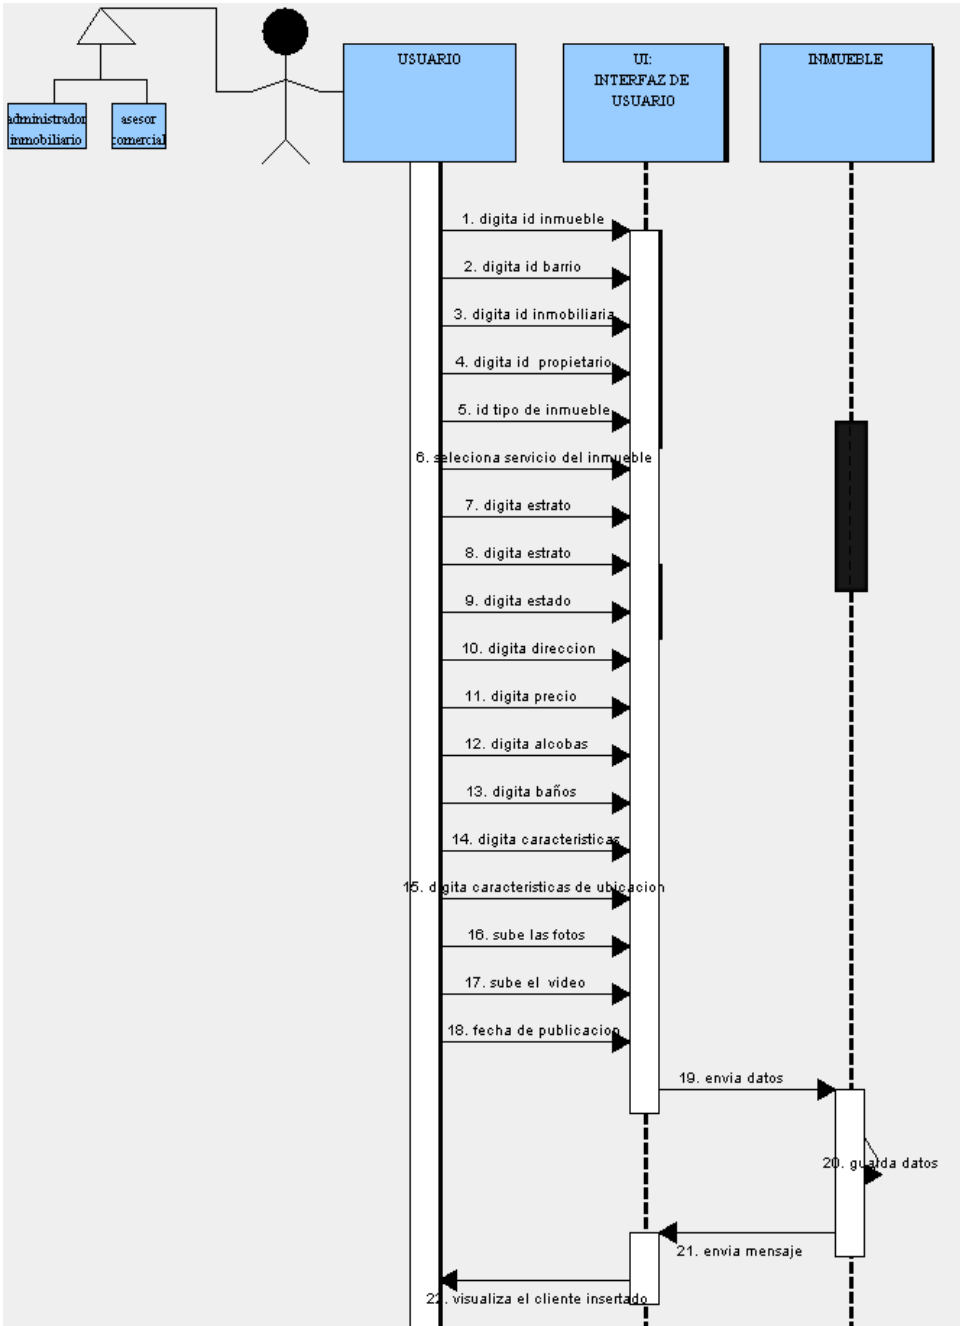 USUARIO
UI:
INTERFAZ DE
USUARIO
INMUEBLE
administrador
inmobiliario
asesor
comercial
1. digita id inmueble
2. digita id barrio
3. digita id inmobiliaria
4. digita id  propietario
5. id tipo de inmueble
6. seleciona servicio del inmueble
7. digita estrato
8. digita estrato
9. digita estado
10. digita direccion
11. digita precio
12. digita alcobas
13. digita baños
14. digita caracteristicas
15. digita caracteristicas de ubicacion
16. sube las fotos
17. sube el  video
18. fecha de publicacion
19. envia datos
20. guarda datos
21. envia mensaje
22. visualiza el cliente insertado